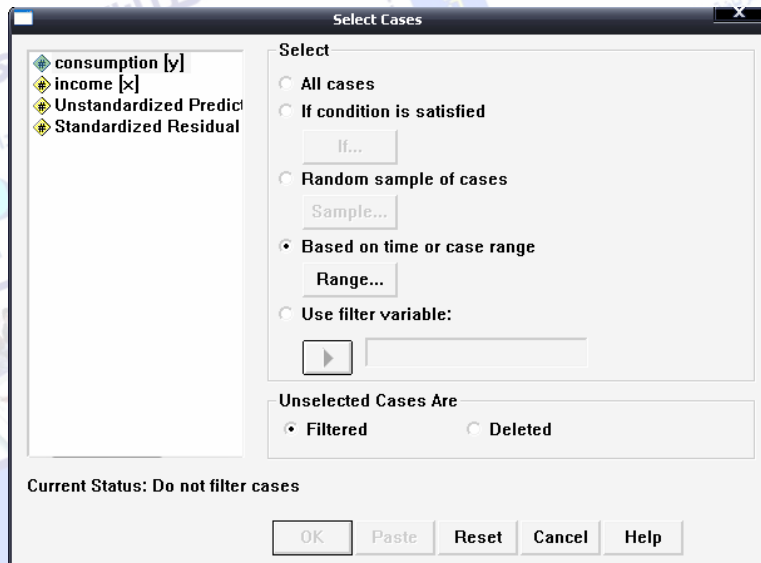 Select Cases
X
consumption [y]
income [x]
Unstandardized Predict
Standardized Residual
Select
All cases
If condition is satisfied
If...
Random sample of cases
Sample...
Based on time or case range
Range...
Use filter variable:
Unselected Cases Are
Filtered
Deleted
Current Status: Do not filter cases
OK
Paste
Reset
Cancel
Help